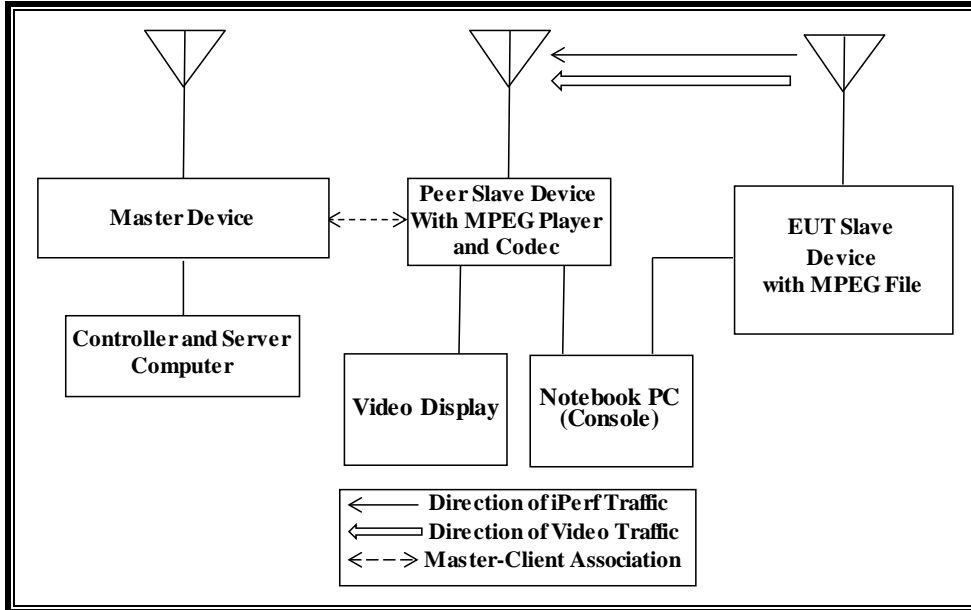 Master Device
Controller and Server
Computer
Peer Slave Device
With MPEG Player
and Codec
Video Display
Notebook PC
(Console)
EUT Slave
Device
with MPEG File
Direction of iPerf Traffic
Direction of Video Traffic
Master-Client Association